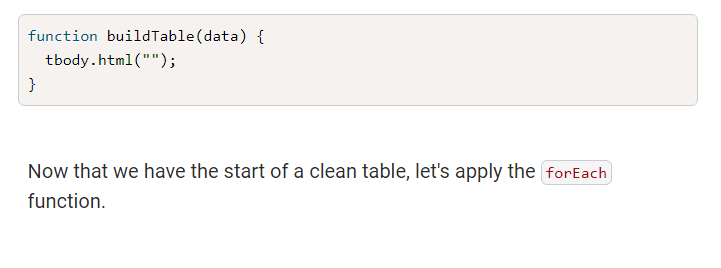 function buildTable(data) {
  tbody.html("");
}
Now that we have the start of a clean table, let's apply the forEach
function.